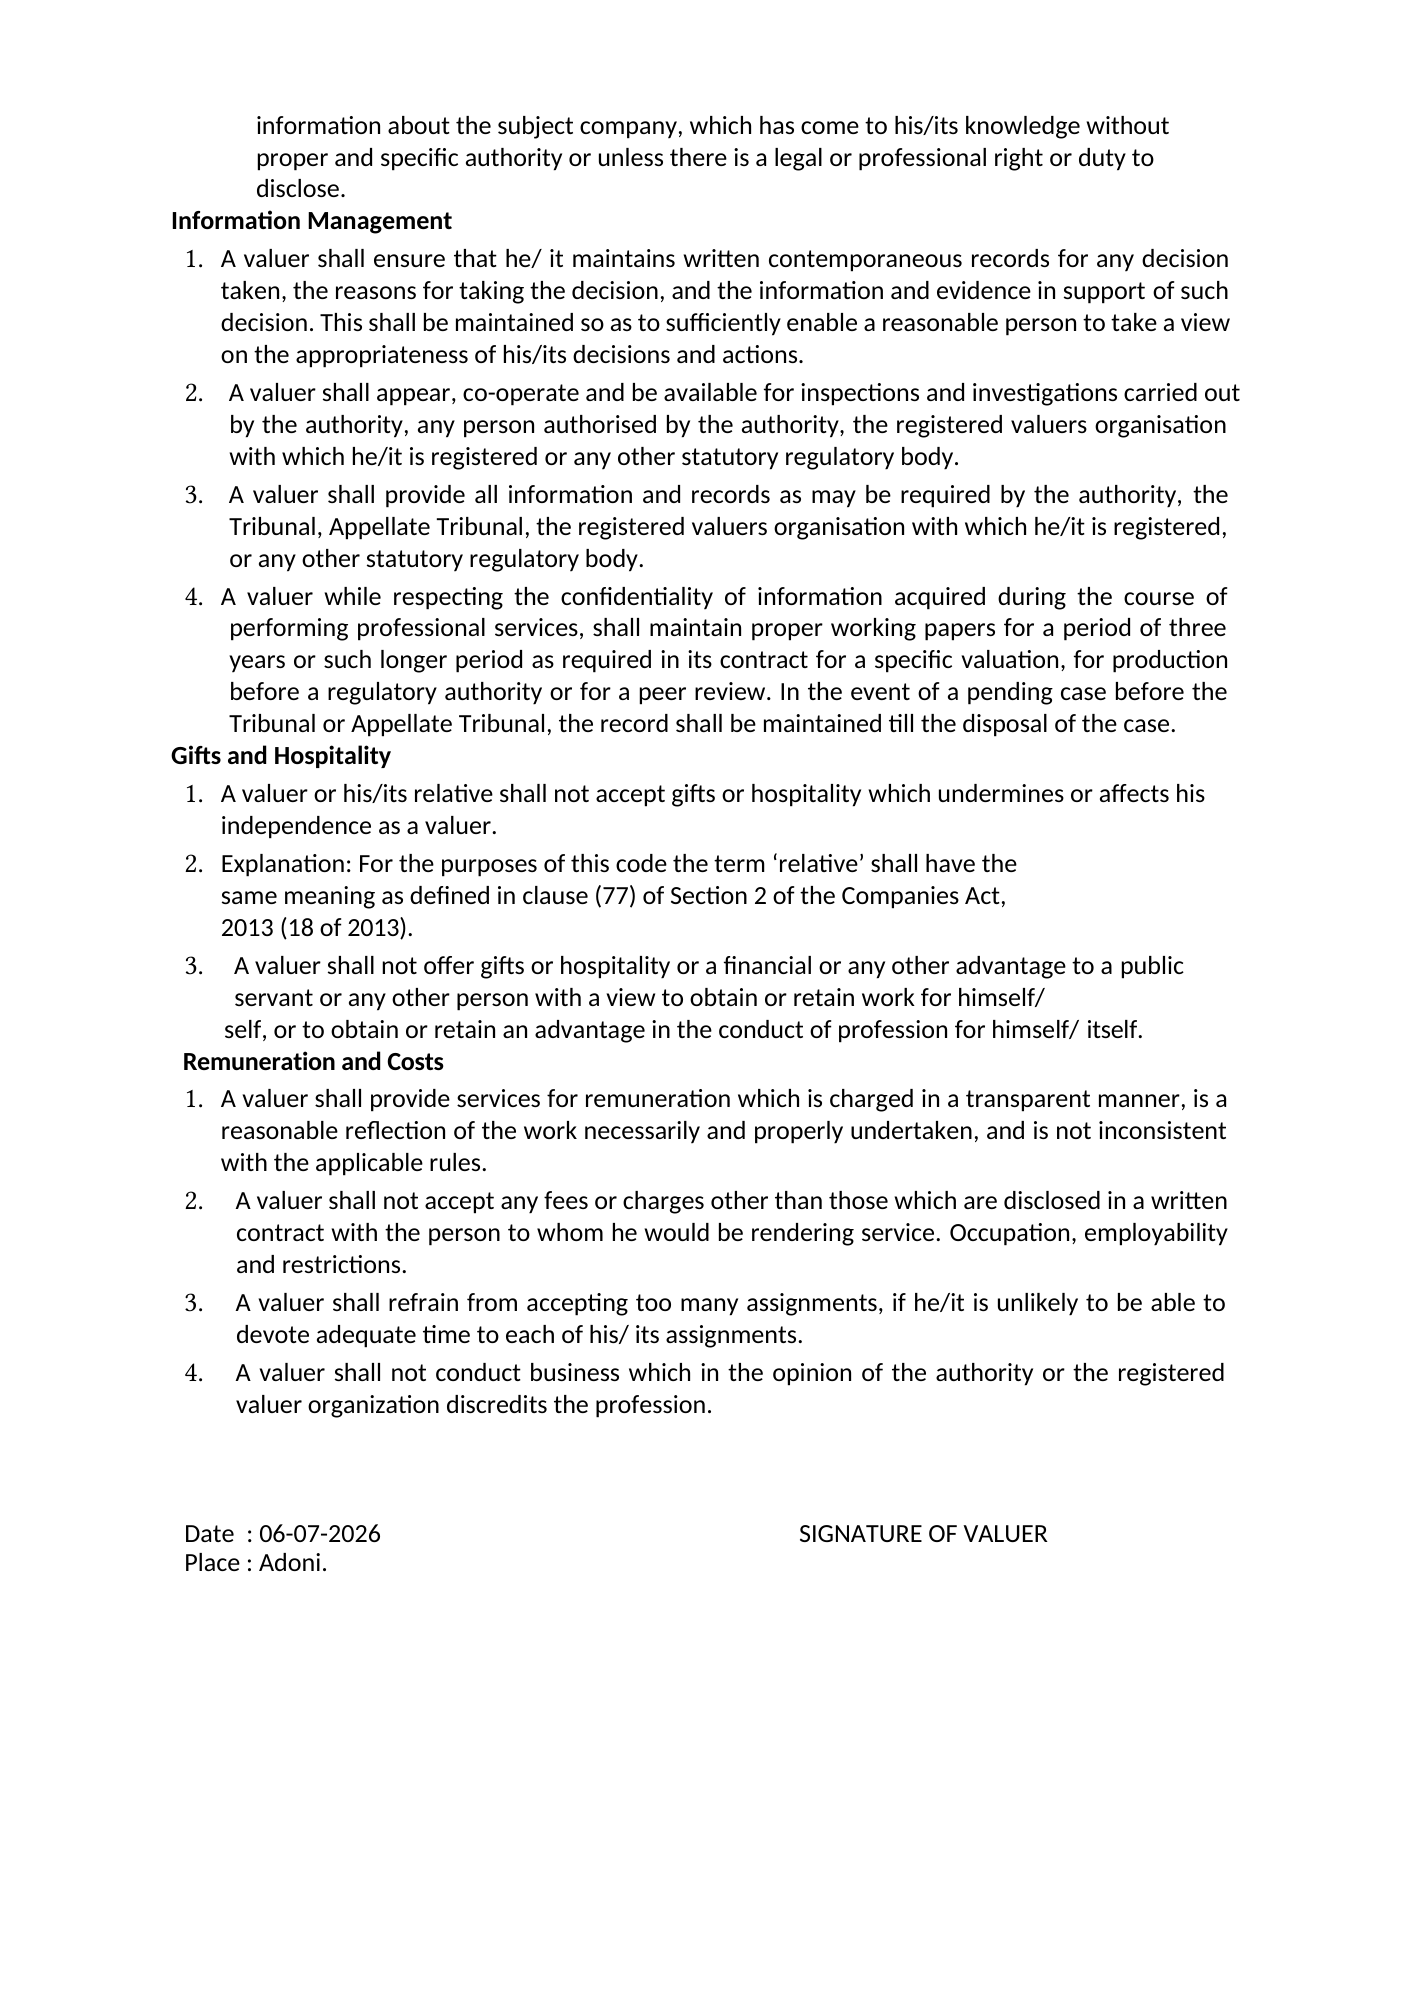 information about the subject company, which has come to his/its knowledge without
proper and specific authority or unless there is a legal or professional right or duty to
disclose.
Information Management
1. A valuer shall ensure that he/ it maintains written contemporaneous records for any decision
taken, the reasons for taking the decision, and the information and evidence in support of such
decision. This shall be maintained so as to sufficiently enable a reasonable person to take a view
on the appropriateness of his/its decisions and actions.
2. A valuer shall appear, co-operate and be available for inspections and investigations carried out
by the authority, any person authorised by the authority, the registered valuers organisation
with which he/it is registered or any other statutory regulatory body.
3. A valuer shall provide all information and records as may be required by the authority, the
Tribunal, Appellate Tribunal, the registered valuers organisation with which he/it is registered,
or any other statutory regulatory body.
4. A valuer while respecting the confidentiality of information acquired during the course of
performing professional services, shall maintain proper working papers for a period of three
years or such longer period as required in its contract for a specific valuation, for production
before a regulatory authority or for a peer review. In the event of a pending case before the
Tribunal or Appellate Tribunal, the record shall be maintained till the disposal of the case.
Gifts and Hospitality
1. A valuer or his/its relative shall not accept gifts or hospitality which undermines or affects his
independence as a valuer.
2. Explanation: For the purposes of this code the term ‘relative’ shall have the
same meaning as defined in clause (77) of Section 2 of the Companies Act,
2013 (18 of 2013).
3. A valuer shall not offer gifts or hospitality or a financial or any other advantage to a public
servant or any other person with a view to obtain or retain work for himself/
self, or to obtain or retain an advantage in the conduct of profession for himself/ itself.
Remuneration and Costs
1. A valuer shall provide services for remuneration which is charged in a transparent manner, is a
reasonable reflection of the work necessarily and properly undertaken, and is not inconsistent
with the applicable rules.
2. A valuer shall not accept any fees or charges other than those which are disclosed in a written
contract with the person to whom he would be rendering service. Occupation, employability
and restrictions.
3. A valuer shall refrain from accepting too many assignments, if he/it is unlikely to be able to
devote adequate time to each of his/ its assignments.
4. A valuer shall not conduct business which in the opinion of the authority or the registered
valuer organization discredits the profession.
Date : 06-07-2026 SIGNATURE OF VALUER
Place : Adoni.